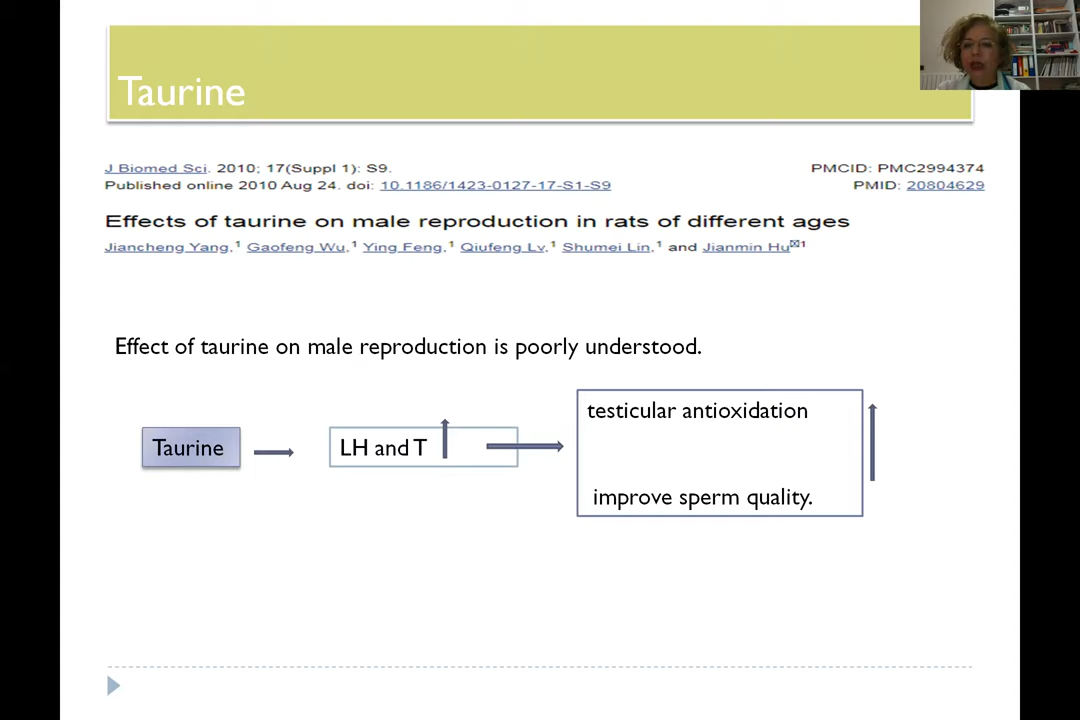 Taurine
J Biomed Sci. 2010; 17(Suppl 1): S9.
PMCID: PMC2994374
Published online 2010 Aug 24. doi: 10.1186/1423-0127-17-S1-S9
PMID: 20804629
Effects of taurine on male reproduction in rats of different ages
Jiancheng Yang,1 Gaofeng Wu,1 Ying Feng,1 Qiufeng Lv,1 Shumei Lin,1 and Jianmin Hu✉1
Effect of taurine on male reproduction is poorly understood.
Taurine
LH and T
testicular antioxidation
improve sperm quality.